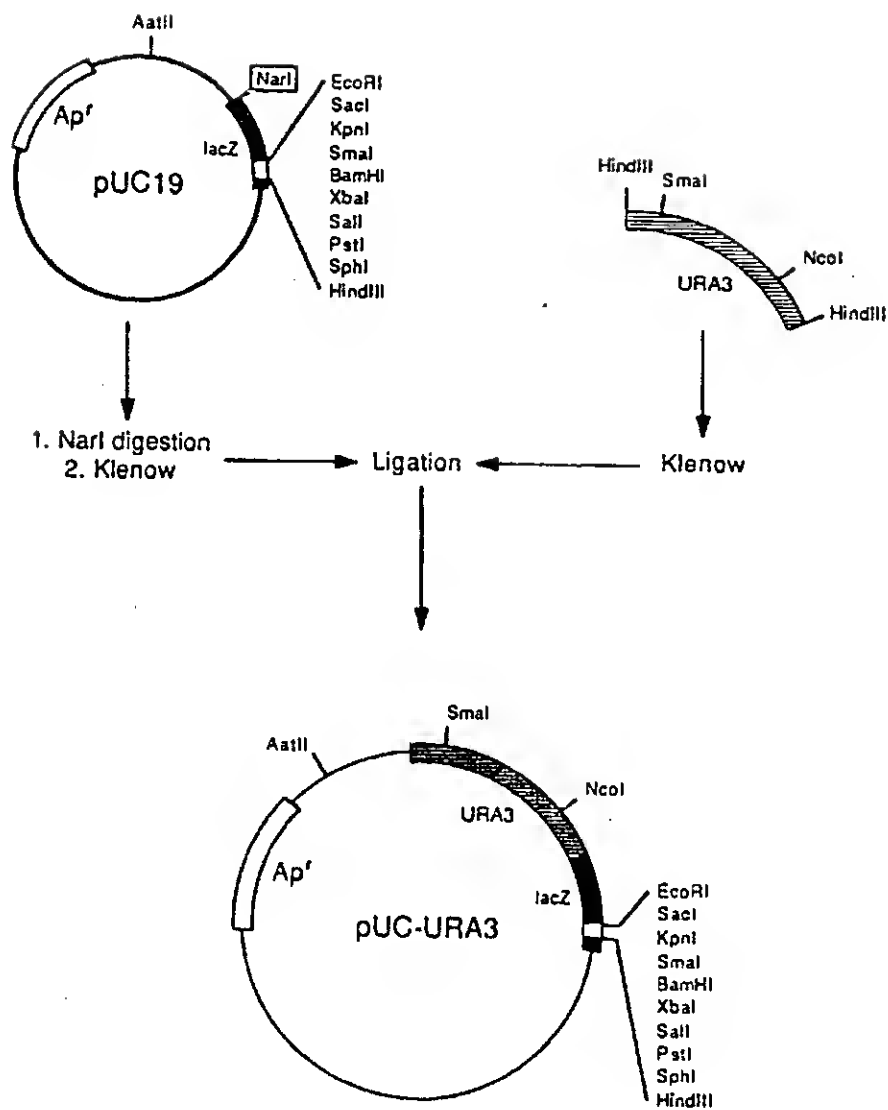 AatII
NarI
Apʳ
lacZ
pUC19
EcoRI
SacI
KpnI
SmaI
BamHI
XbaI
SalI
PstI
SphI
HindIII
HindIII
SmaI
NcoI
URA3
HindIII
1. NarI digestion
2. Klenow
Ligation
Klenow
SmaI
AatII
NcoI
URA3
Apʳ
lacZ
pUC-URA3
EcoRI
SacI
KpnI
SmaI
BamHI
XbaI
SalI
PstI
SphI
HindIII